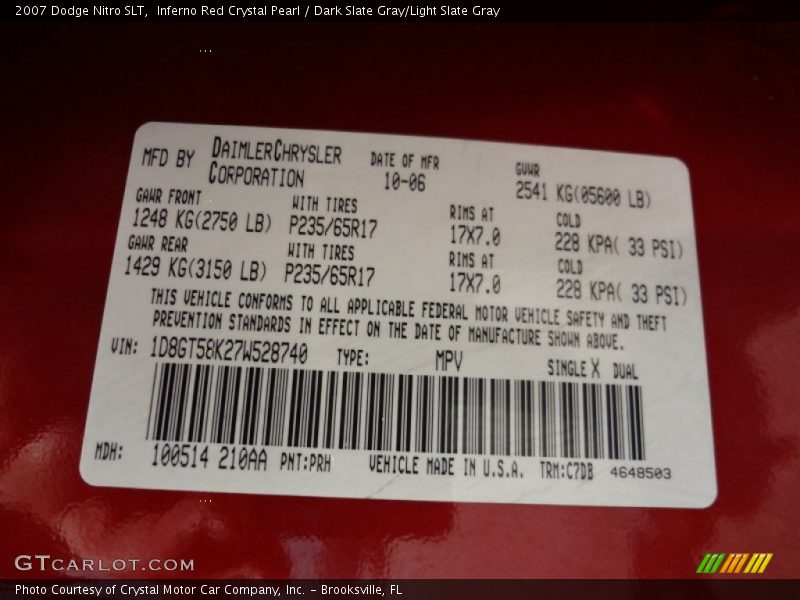 2007 Dodge Nitro SLT,  Inferno Red Crystal Pearl / Dark Slate Gray/Light Slate Gray
MFD BY DAIMLERCHRYSLER CORPORATION DATE OF MFR 10-06 GVWR 2541 KG(05600 LB)
GAWR FRONT WITH TIRES RIMS AT COLD
1248 KG(2750 LB) P235/65R17 17X7.0 228 KPA( 33 PSI)
GAWR REAR WITH TIRES RIMS AT COLD
1429 KG(3150 LB) P235/65R17 17X7.0 228 KPA( 33 PSI)
THIS VEHICLE CONFORMS TO ALL APPLICABLE FEDERAL MOTOR VEHICLE SAFETY AND THEFT
PREVENTION STANDARDS IN EFFECT ON THE DATE OF MANUFACTURE SHOWN ABOVE.
VIN: 1D8GT58K27W528740 TYPE: MPV SINGLE X DUAL
MDH: 100514 210AA PNT:PRH VEHICLE MADE IN U.S.A. TRM:C7DB 4648503
GTCARLOT.COM
Photo Courtesy of Crystal Motor Car Company, Inc. – Brooksville, FL